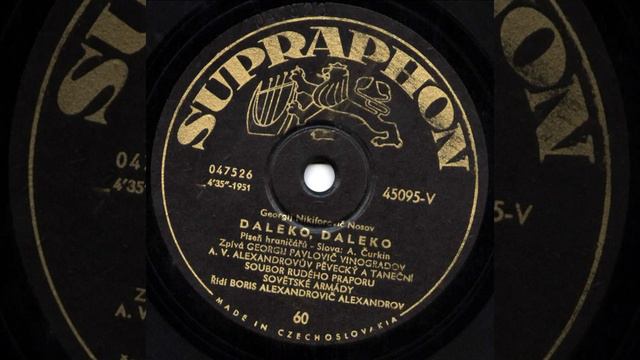 SUPRAPHON
047526
4'35"-1951
45095-V
Georgij Nikiforovič Nosov
DALEKO, DALEKO
Píseň hraničářů - Slova: A. Čurkin
Zpívá GEORGIJ PAVLOVIČ VINOGRADOV
A. V. ALEXANDROVŮV PĚVECKÝ A TANEČNÍ
SOUBOR RUDÉHO PRAPORU
SOVĚTSKÉ ARMÁDY
Řídí BORIS ALEXANDROVIČ ALEXANDROV
60
MADE IN CZECHOSLOVAKIA